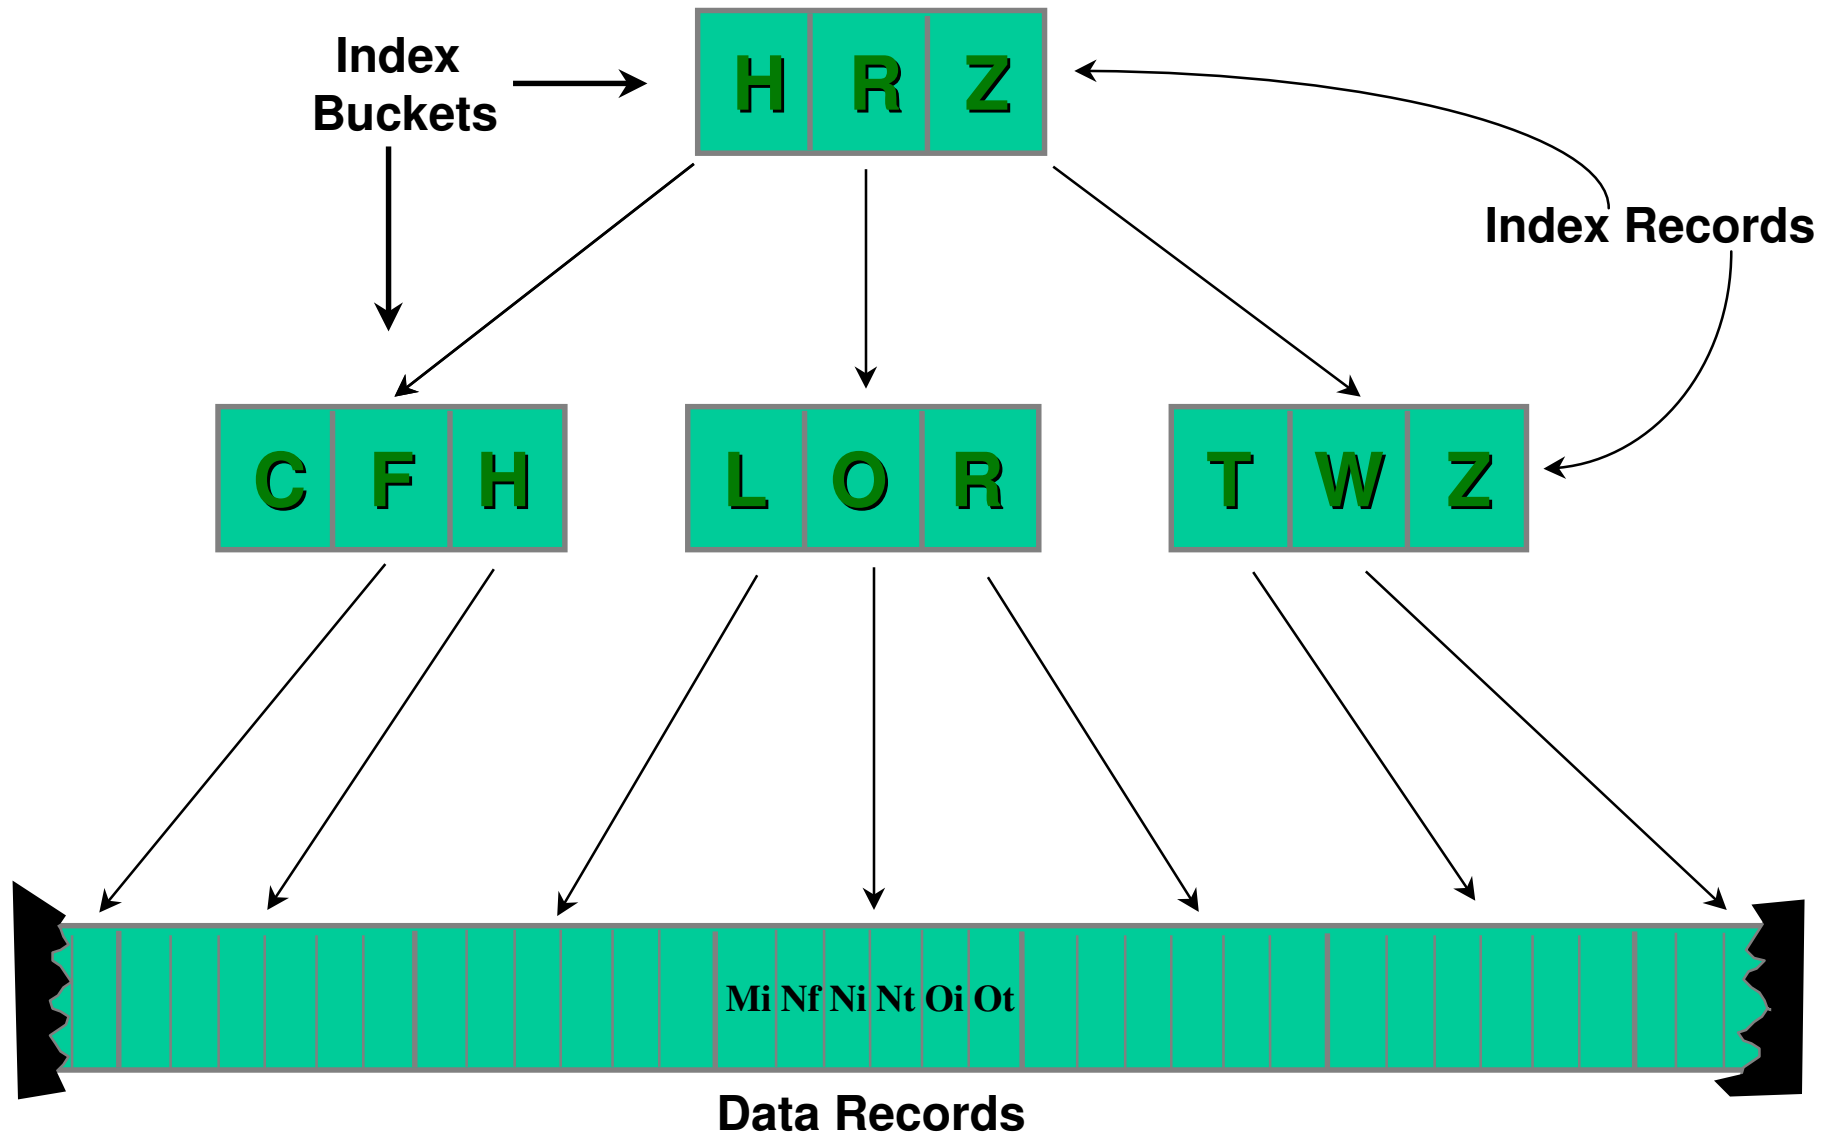 Index
Buckets
H R Z
Index Records
C F H
L O R
T W Z
Mi Nf Ni Nt Oi Ot
Data Records